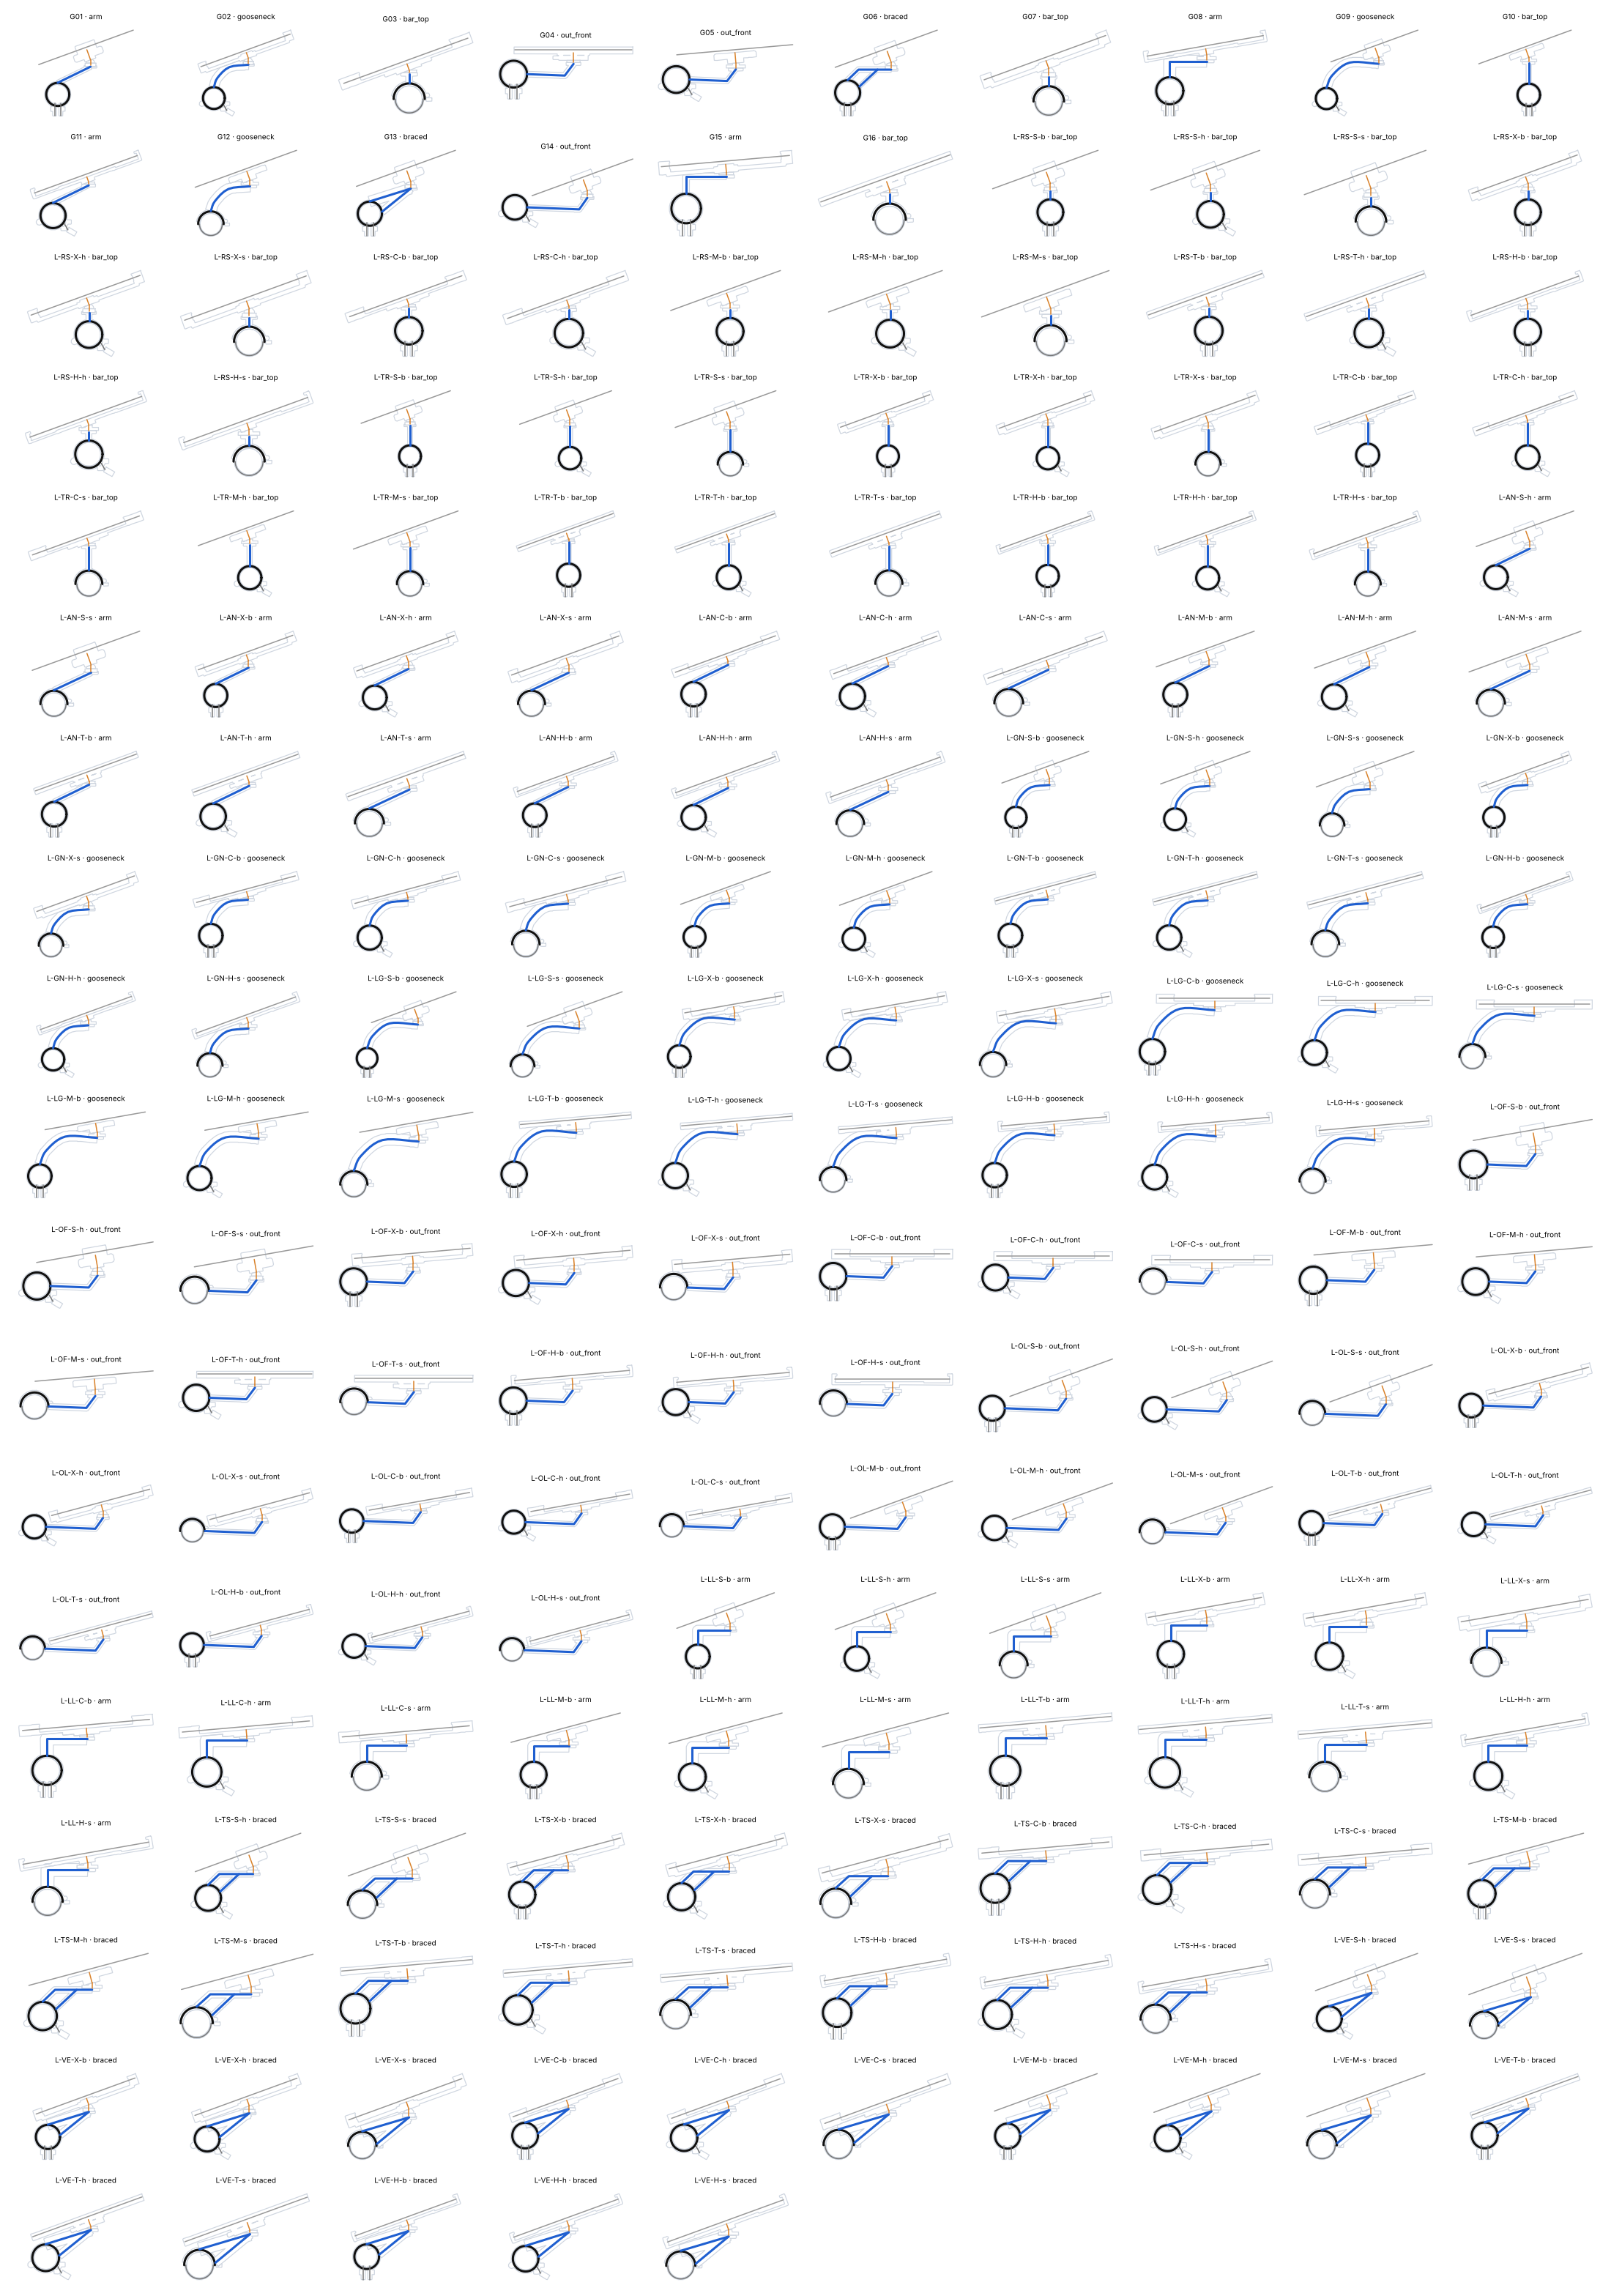 G01 · arm
G02 · gooseneck
G03 · bar_top
G04 · out_front
G05 · out_front
G06 · braced
G07 · bar_top
G08 · arm
G09 · gooseneck
G10 · bar_top
G11 · arm
G12 · gooseneck
G13 · braced
G14 · out_front
G15 · arm
G16 · bar_top
L-RS-S-b · bar_top
L-RS-S-h · bar_top
L-RS-S-s · bar_top
L-RS-X-b · bar_top
L-RS-X-h · bar_top
L-RS-X-s · bar_top
L-RS-C-b · bar_top
L-RS-C-h · bar_top
L-RS-M-b · bar_top
L-RS-M-h · bar_top
L-RS-M-s · bar_top
L-RS-T-b · bar_top
L-RS-T-h · bar_top
L-RS-H-b · bar_top
L-RS-H-h · bar_top
L-RS-H-s · bar_top
L-TR-S-b · bar_top
L-TR-S-h · bar_top
L-TR-S-s · bar_top
L-TR-X-b · bar_top
L-TR-X-h · bar_top
L-TR-X-s · bar_top
L-TR-C-b · bar_top
L-TR-C-h · bar_top
L-TR-C-s · bar_top
L-TR-M-h · bar_top
L-TR-M-s · bar_top
L-TR-T-b · bar_top
L-TR-T-h · bar_top
L-TR-T-s · bar_top
L-TR-H-b · bar_top
L-TR-H-h · bar_top
L-TR-H-s · bar_top
L-AN-S-h · arm
L-AN-S-s · arm
L-AN-X-b · arm
L-AN-X-h · arm
L-AN-X-s · arm
L-AN-C-b · arm
L-AN-C-h · arm
L-AN-C-s · arm
L-AN-M-b · arm
L-AN-M-h · arm
L-AN-M-s · arm
L-AN-T-b · arm
L-AN-T-h · arm
L-AN-T-s · arm
L-AN-H-b · arm
L-AN-H-h · arm
L-AN-H-s · arm
L-GN-S-b · gooseneck
L-GN-S-h · gooseneck
L-GN-S-s · gooseneck
L-GN-X-b · gooseneck
L-GN-X-s · gooseneck
L-GN-C-b · gooseneck
L-GN-C-h · gooseneck
L-GN-C-s · gooseneck
L-GN-M-b · gooseneck
L-GN-M-h · gooseneck
L-GN-T-b · gooseneck
L-GN-T-h · gooseneck
L-GN-T-s · gooseneck
L-GN-H-b · gooseneck
L-GN-H-h · gooseneck
L-GN-H-s · gooseneck
L-LG-S-b · gooseneck
L-LG-S-s · gooseneck
L-LG-X-b · gooseneck
L-LG-X-h · gooseneck
L-LG-X-s · gooseneck
L-LG-C-b · gooseneck
L-LG-C-h · gooseneck
L-LG-C-s · gooseneck
L-LG-M-b · gooseneck
L-LG-M-h · gooseneck
L-LG-M-s · gooseneck
L-LG-T-b · gooseneck
L-LG-T-h · gooseneck
L-LG-T-s · gooseneck
L-LG-H-b · gooseneck
L-LG-H-h · gooseneck
L-LG-H-s · gooseneck
L-OF-S-b · out_front
L-OF-S-h · out_front
L-OF-S-s · out_front
L-OF-X-b · out_front
L-OF-X-h · out_front
L-OF-X-s · out_front
L-OF-C-b · out_front
L-OF-C-h · out_front
L-OF-C-s · out_front
L-OF-M-b · out_front
L-OF-M-h · out_front
L-OF-M-s · out_front
L-OF-T-h · out_front
L-OF-T-s · out_front
L-OF-H-b · out_front
L-OF-H-h · out_front
L-OF-H-s · out_front
L-OL-S-b · out_front
L-OL-S-h · out_front
L-OL-S-s · out_front
L-OL-X-b · out_front
L-OL-X-h · out_front
L-OL-X-s · out_front
L-OL-C-b · out_front
L-OL-C-h · out_front
L-OL-C-s · out_front
L-OL-M-b · out_front
L-OL-M-h · out_front
L-OL-M-s · out_front
L-OL-T-b · out_front
L-OL-T-h · out_front
L-OL-T-s · out_front
L-OL-H-b · out_front
L-OL-H-h · out_front
L-OL-H-s · out_front
L-LL-S-b · arm
L-LL-S-h · arm
L-LL-S-s · arm
L-LL-X-b · arm
L-LL-X-h · arm
L-LL-X-s · arm
L-LL-C-b · arm
L-LL-C-h · arm
L-LL-C-s · arm
L-LL-M-b · arm
L-LL-M-h · arm
L-LL-M-s · arm
L-LL-T-b · arm
L-LL-T-h · arm
L-LL-T-s · arm
L-LL-H-h · arm
L-LL-H-s · arm
L-TS-S-h · braced
L-TS-S-s · braced
L-TS-X-b · braced
L-TS-X-h · braced
L-TS-X-s · braced
L-TS-C-b · braced
L-TS-C-h · braced
L-TS-C-s · braced
L-TS-M-b · braced
L-TS-M-h · braced
L-TS-M-s · braced
L-TS-T-b · braced
L-TS-T-h · braced
L-TS-T-s · braced
L-TS-H-b · braced
L-TS-H-h · braced
L-TS-H-s · braced
L-VE-S-h · braced
L-VE-S-s · braced
L-VE-X-b · braced
L-VE-X-h · braced
L-VE-X-s · braced
L-VE-C-b · braced
L-VE-C-h · braced
L-VE-C-s · braced
L-VE-M-b · braced
L-VE-M-h · braced
L-VE-M-s · braced
L-VE-T-b · braced
L-VE-T-h · braced
L-VE-T-s · braced
L-VE-H-b · braced
L-VE-H-h · braced
L-VE-H-s · braced